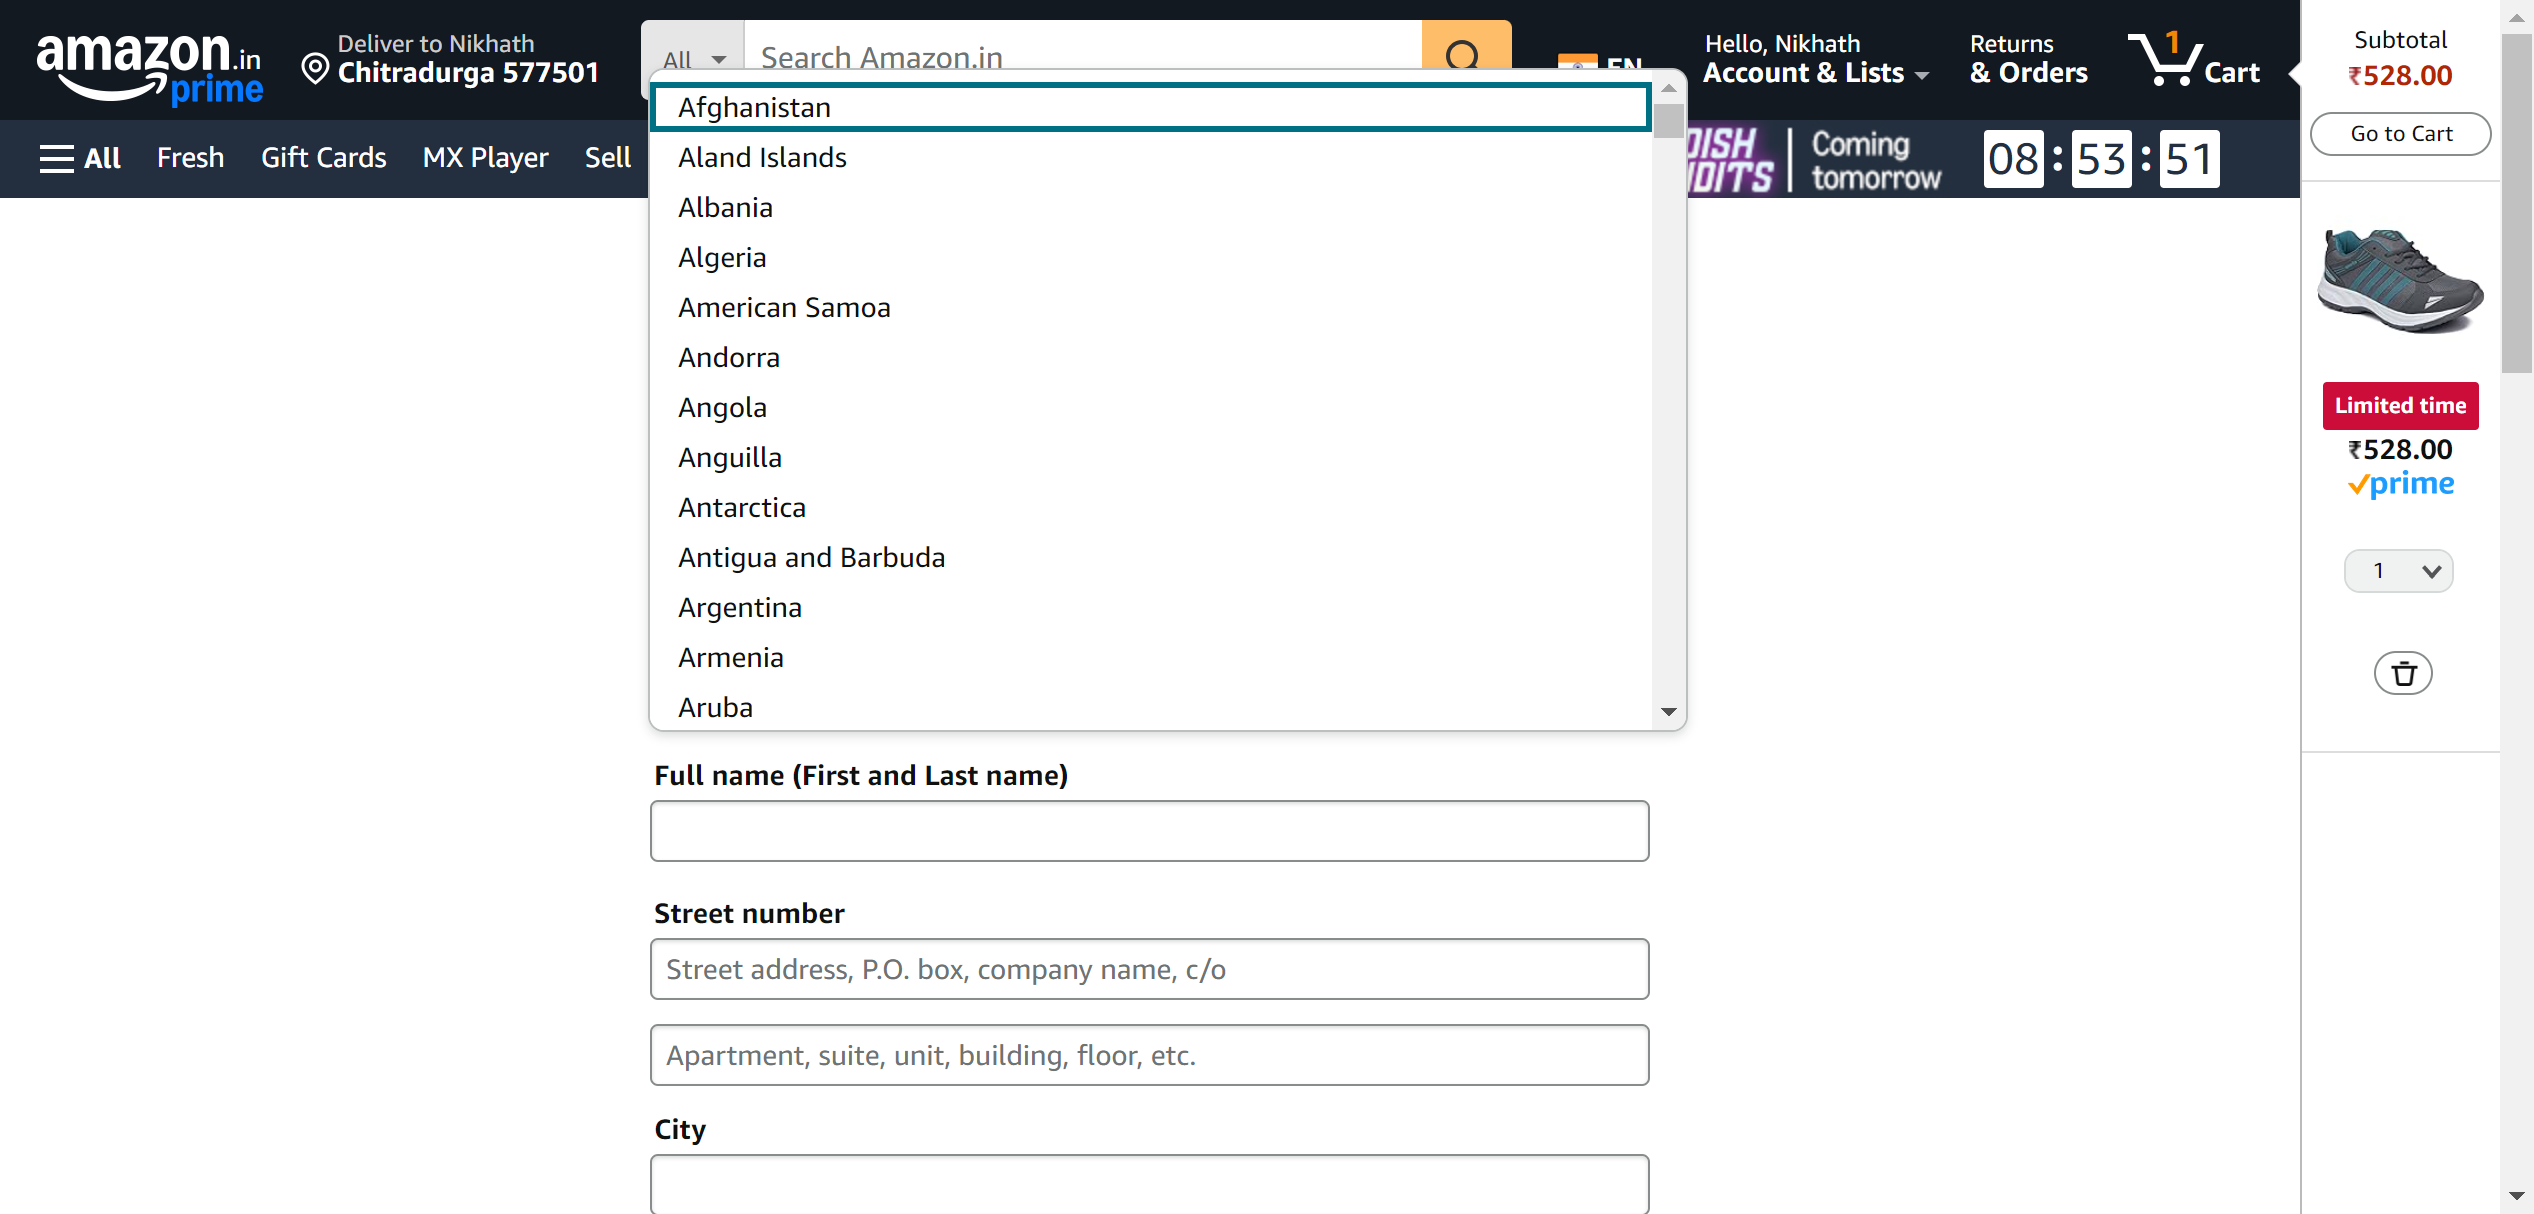 amazon.in
prime
Deliver to Nikhath
Chitradurga 577501
All
Search Amazon.in
EN
Hello, Nikhath
Account & Lists
Returns
& Orders
1
Cart
All
Fresh
Gift Cards
MX Player
Sell
Coming
tomorrow
08 : 53 : 51
Afghanistan
Aland Islands
Albania
Algeria
American Samoa
Andorra
Angola
Anguilla
Antarctica
Antigua and Barbuda
Argentina
Armenia
Aruba
Full name (First and Last name)
Street number
Street address, P.O. box, company name, c/o
Apartment, suite, unit, building, floor, etc.
City
Subtotal
₹528.00
Go to Cart
Limited time
₹528.00
prime
1